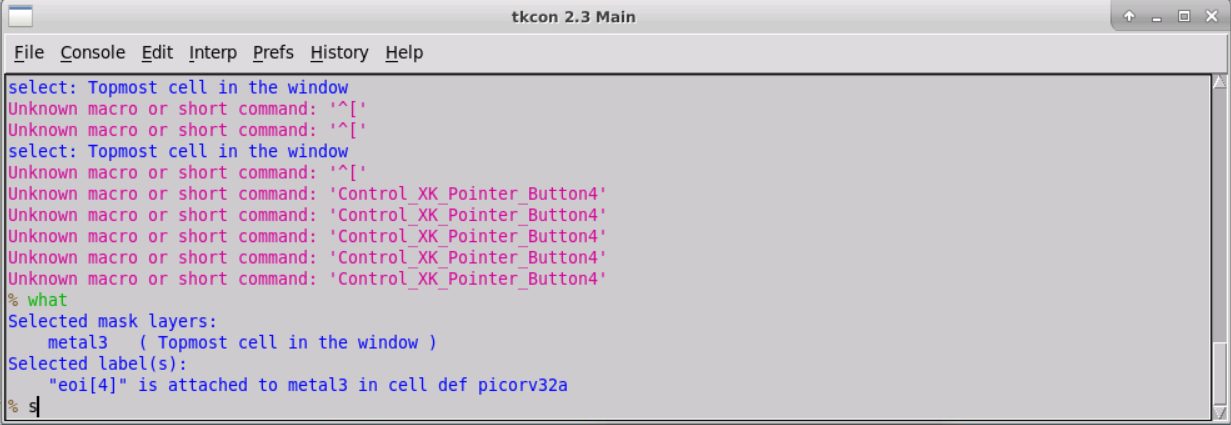 tkcon 2.3 Main
File Console Edit Interp Prefs History Help
select: Topmost cell in the window
Unknown macro or short command: '^['
Unknown macro or short command: '^['
select: Topmost cell in the window
Unknown macro or short command: '^['
Unknown macro or short command: 'Control_XK_Pointer_Button4'
Unknown macro or short command: 'Control_XK_Pointer_Button4'
Unknown macro or short command: 'Control_XK_Pointer_Button4'
Unknown macro or short command: 'Control_XK_Pointer_Button4'
Unknown macro or short command: 'Control_XK_Pointer_Button4'
% what
Selected mask layers:
    metal3   ( Topmost cell in the window )
Selected label(s):
    "eoi[4]" is attached to metal3 in cell def picorv32a
% s